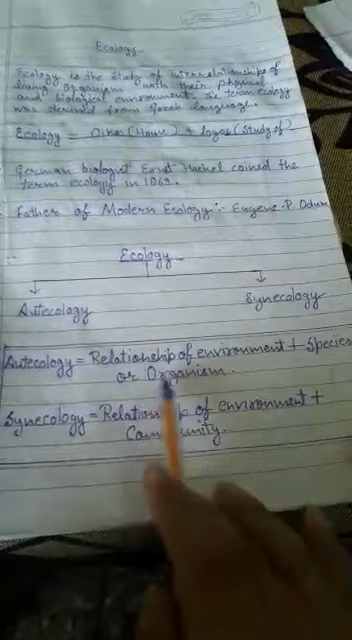 Ecology
Ecology is the study of interrelationships of
living organism with their physical
and biological environment. The term ecology
was derived from Greek language.
Ecology = Oikos (House) + logos (Study of)
German biologist Ernst Haeckel coined the
term ecology in
Father of Modern Ecology :- Eugene. P. Odum
Ecology
Autecology
Synecology
Autecology = Relationship of environment + Species
or Organism.
Synecology = Relationship of environment +
Community.